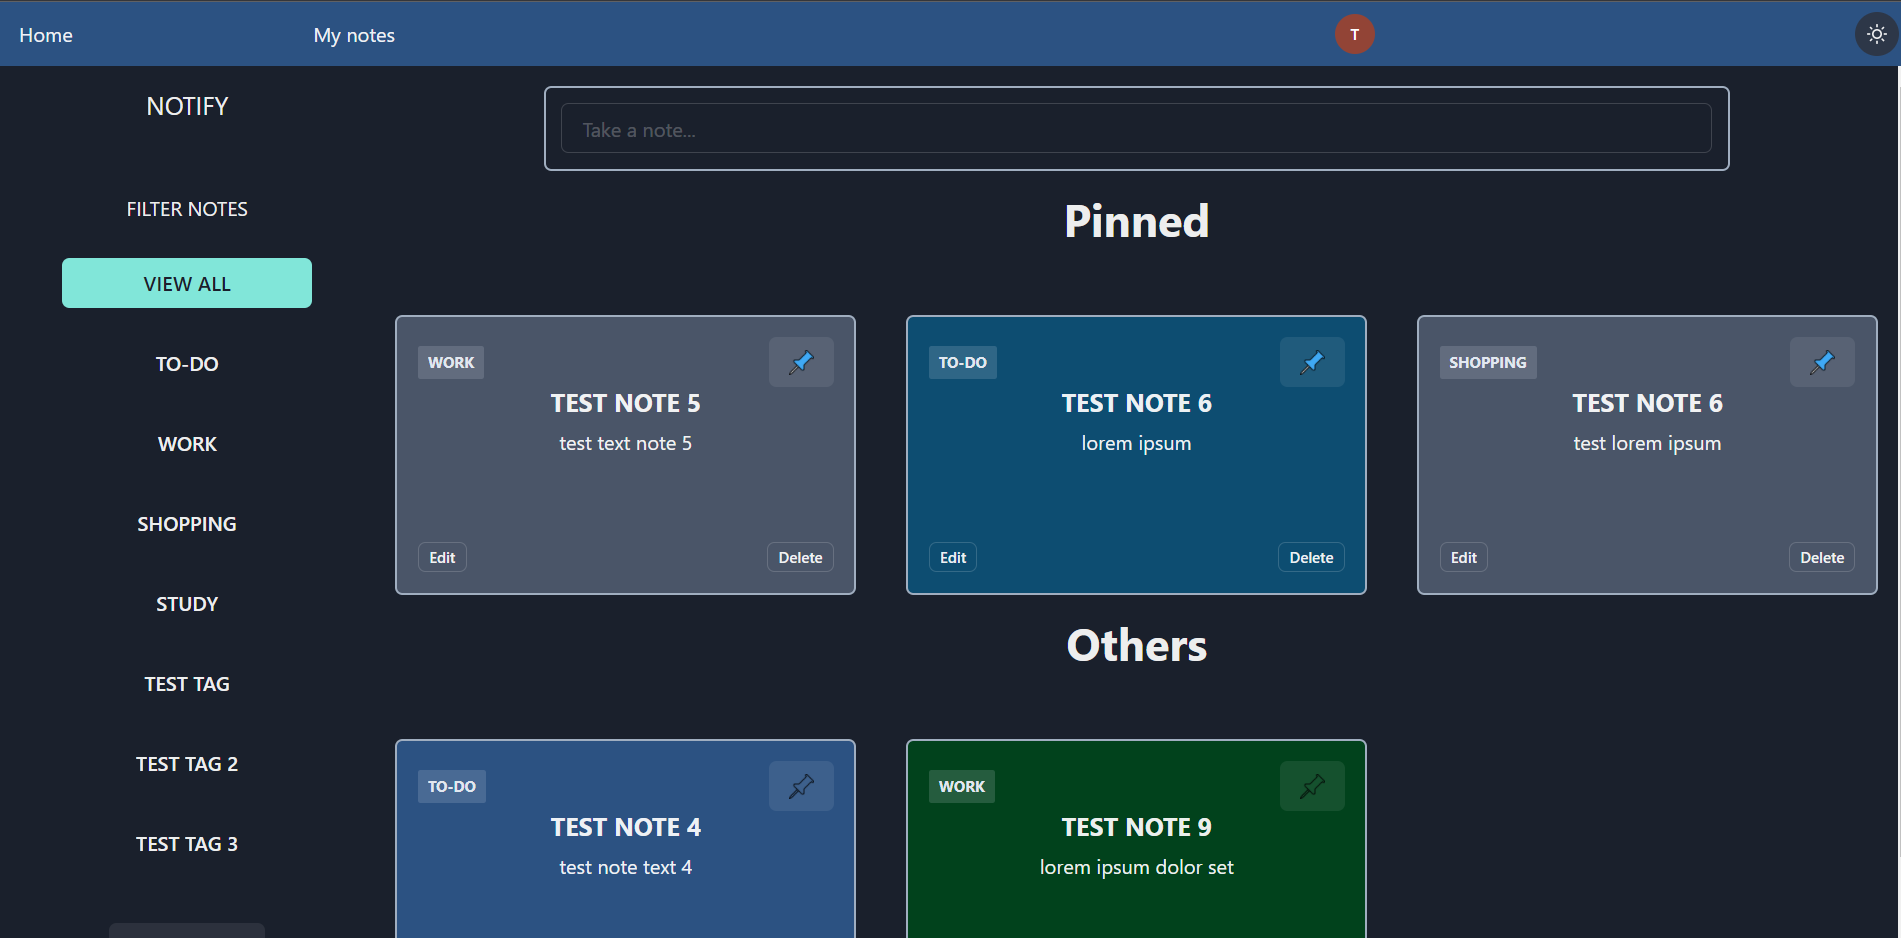 Home
My notes
T
NOTIFY
FILTER NOTES
VIEW ALL
TO-DO
WORK
SHOPPING
STUDY
TEST TAG
TEST TAG 2
TEST TAG 3
Take a note...
Pinned
WORK
TEST NOTE 5
test text note 5
Edit
Delete
TO-DO
TEST NOTE 6
lorem ipsum
Edit
Delete
SHOPPING
TEST NOTE 6
test lorem ipsum
Edit
Delete
Others
TO-DO
TEST NOTE 4
test note text 4
WORK
TEST NOTE 9
lorem ipsum dolor set